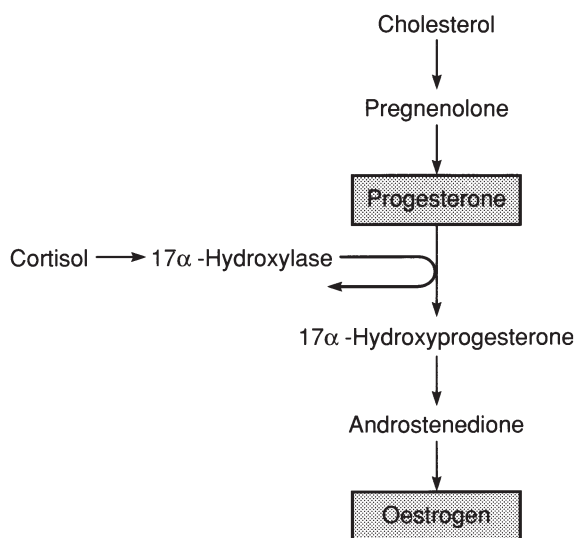 Cholesterol
Pregnenolone
Progesterone
Cortisol
17α -Hydroxylase
17α -Hydroxyprogesterone
Androstenedione
Oestrogen